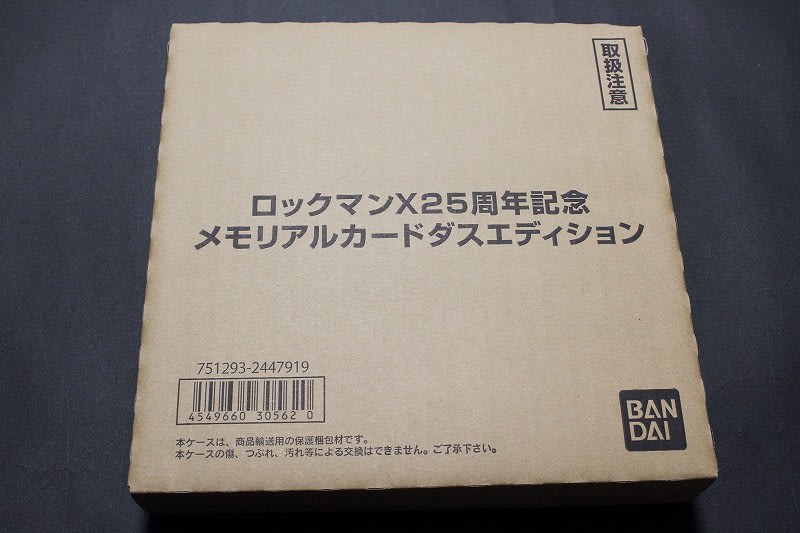 取扱注意
ロックマンX25周年記念
メモリアルカードダスエディション
751293-2447919
4549660 30562 0
本ケースは、商品輸送用の保護梱包材です。
本ケースの傷、つぶれ、汚れ等による交換はできません。ご了承下さい。
BAN
DAI